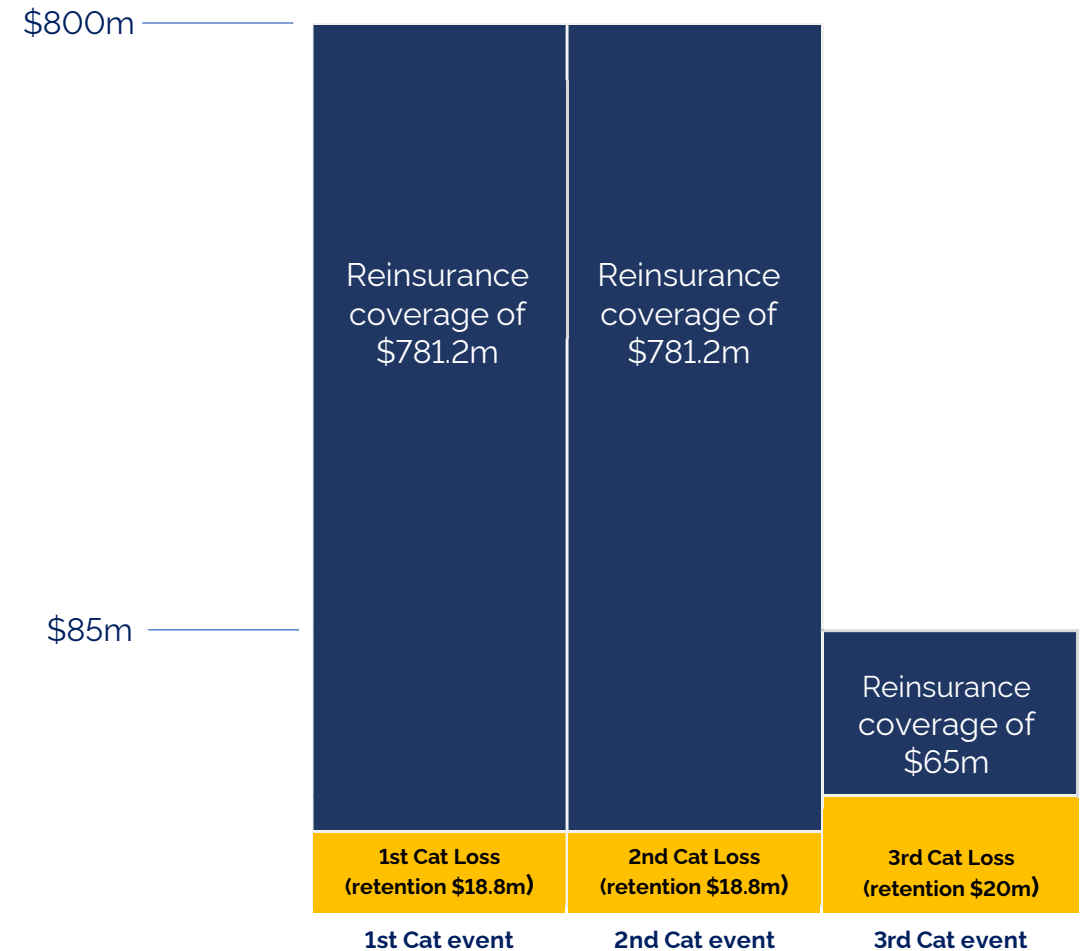 $800m
Reinsurance
coverage of
$781.2m
Reinsurance
coverage of
$781.2m
$85m
Reinsurance
coverage of
$65m
1st Cat Loss
(retention $18.8m)
2nd Cat Loss
(retention $18.8m)
3rd Cat Loss
(retention $20m)
1st Cat event
2nd Cat event
3rd Cat event